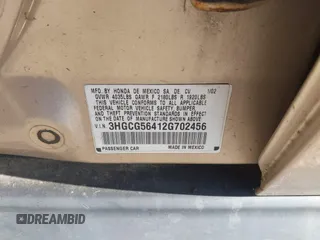 MFD. BY HONDA DE MEXICO SA. DE. CV. 1/02
GVWR 4035LBS GAWR F 2180LBS R 1920LBS
THIS VEHICLE CONFORMS TO ALL APPLICABLE
FEDERAL MOTOR VEHICLE SAFETY, BUMPER,
AND THEFT PREVENTION STANDARDS IN EFFECT
ON THE DATE OF MANUFACTURE SHOWN ABOVE.
V.I.N. 3HGCG56412G702456
PASSENGER CAR MADE IN MEXICO
DREAMBID